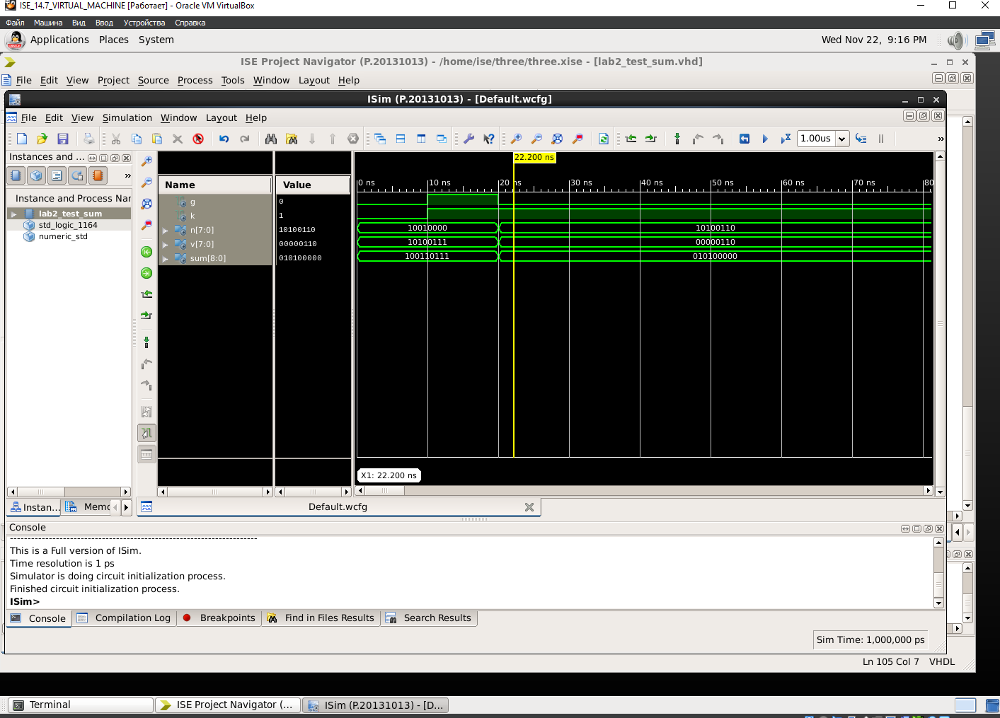 ISE_14.7_VIRTUAL_MACHINE [Работает] - Oracle VM VirtualBox
Файл Машина Вид Ввод Устройства Справка
Applications Places System Wed Nov 22, 9:16 PM
ISE Project Navigator (P.20131013) - /home/ise/three/three.xise - [lab2_test_sum.vhd]
File Edit View Project Source Process Tools Window Layout Help
ISim (P.20131013) - [Default.wcfg]
File Edit View Simulation Window Layout Help
1.00us »
Instances and ...
»
Instance and Process Nar
lab2_test_sum
std_logic_1164
numeric_std
Name Value
g 0
k 1
n[7:0] 10100110
v[7:0] 00000110
sum[8:0] 010100000
22.200 ns
0 ns 10 ns 20 ns 30 ns 40 ns 50 ns 60 ns 70 ns 80
10010000 10100110
10100111 00000110
100110111 010100000
X1: 22.200 ns
Instan... Memo
Default.wcfg
Console
This is a Full version of ISim.
Time resolution is 1 ps
Simulator is doing circuit initialization process.
Finished circuit initialization process.
ISim>
Console Compilation Log Breakpoints Find in Files Results Search Results
Sim Time: 1,000,000 ps
Ln 105 Col 7 VHDL
Terminal ISE Project Navigator (... ISim (P.20131013) - [D...